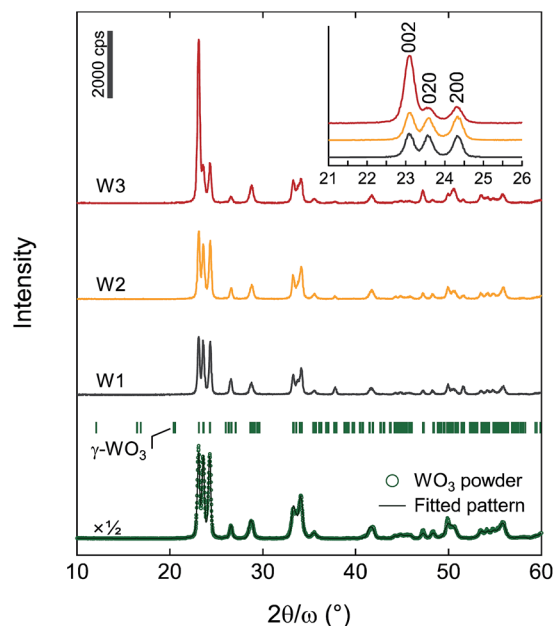 2000 cps
002
020
200
21 22 23 24 25 26
W3
W2
W1
γ-WO₃
WO₃ powder
Fitted pattern
×½
10 20 30 40 50 60
2θ/ω (°)
Intensity